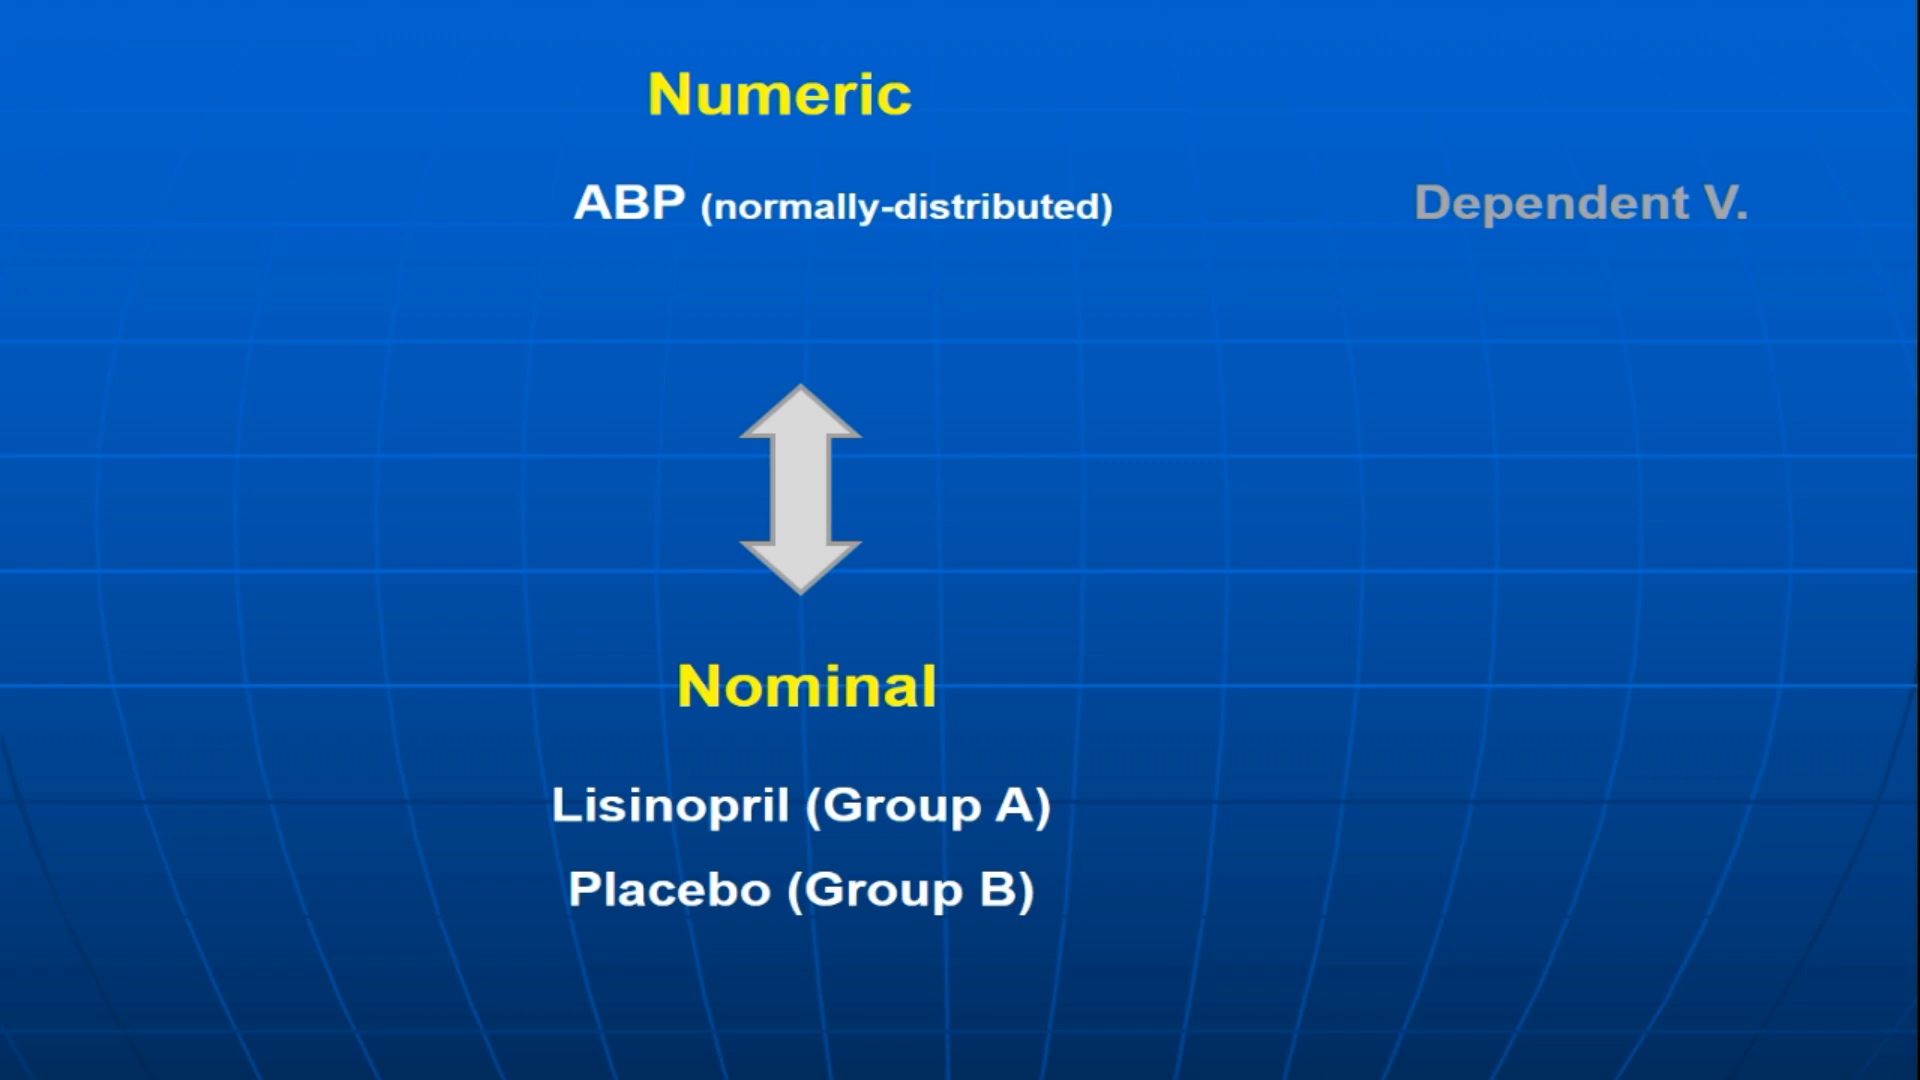 Numeric
ABP (normally-distributed) Dependent V.
Nominal
Lisinopril (Group A)
Placebo (Group B)